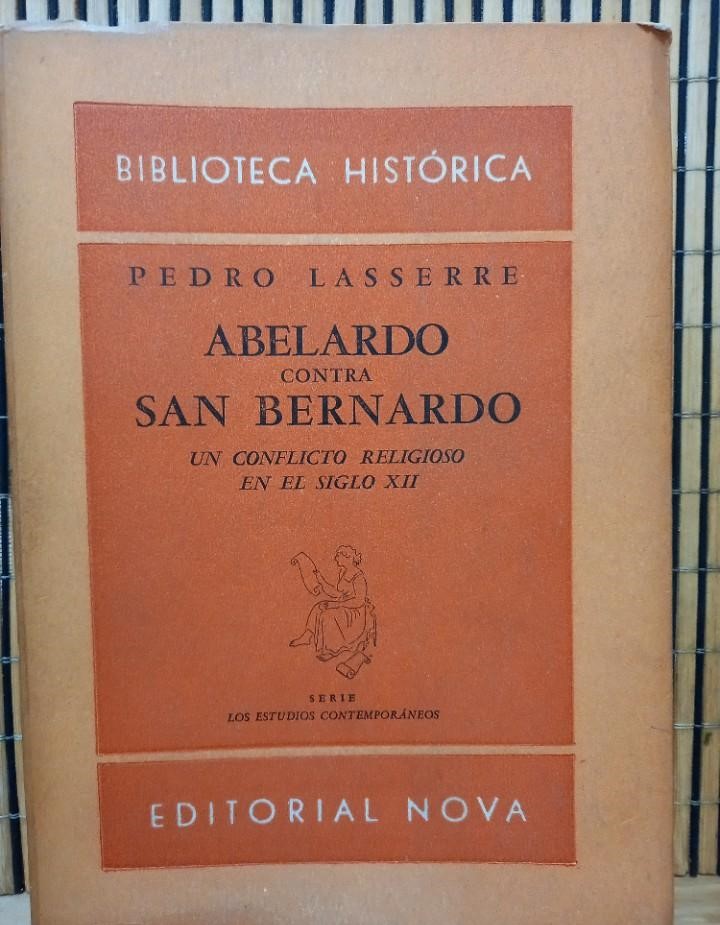 BIBLIOTECA HISTÓRICA
PEDRO LASSERRE
ABELARDO
CONTRA
SAN BERNARDO
UN CONFLICTO RELIGIOSO
EN EL SIGLO XII
SERIE
LOS ESTUDIOS CONTEMPORÁNEOS
EDITORIAL NOVA